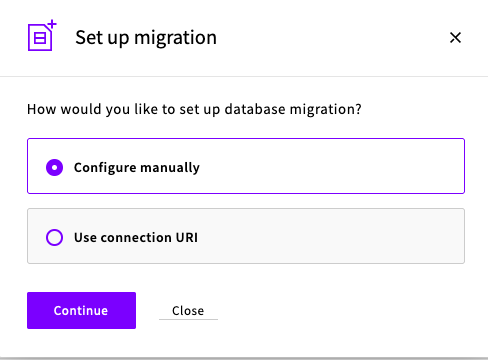 Set up migration
How would you like to set up database migration?
Configure manually
Use connection URI
Continue
Close